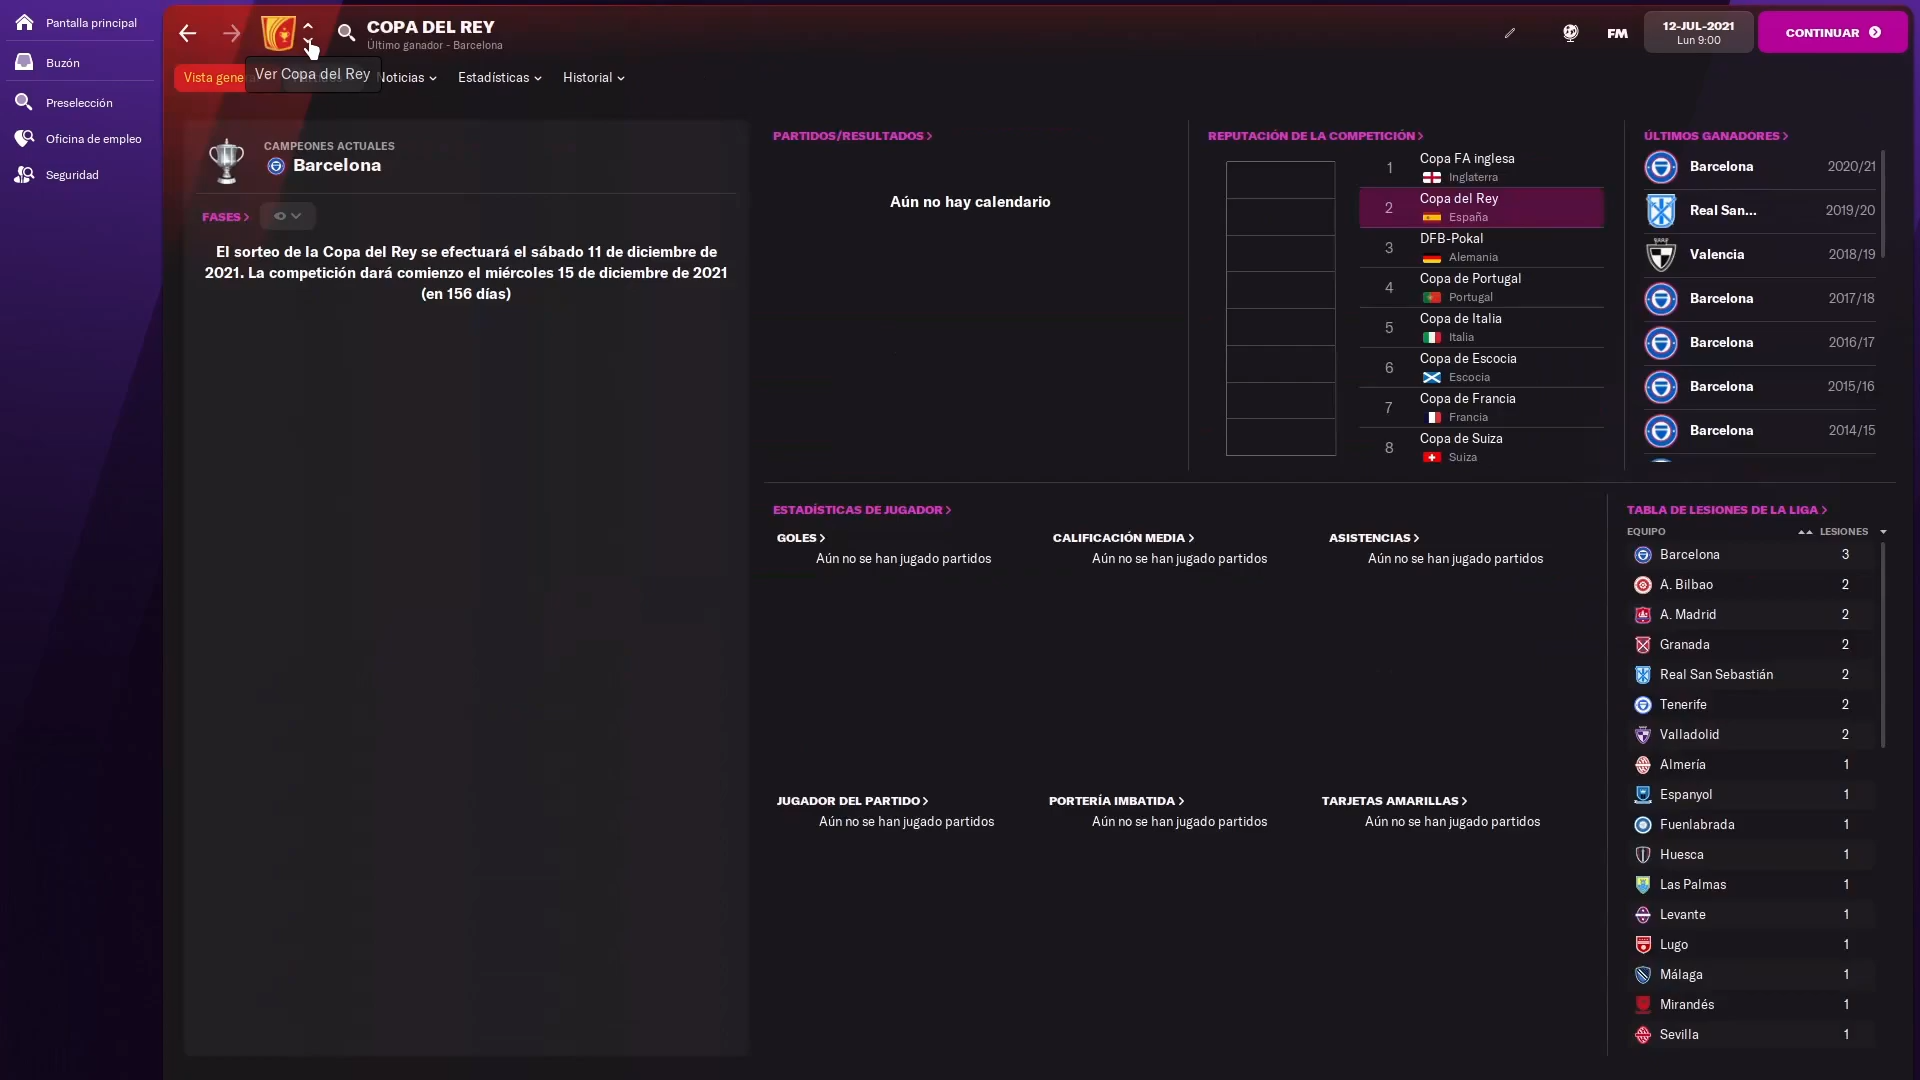 Pantalla principal
Buzón
Preselección
Oficina de empleo
Seguridad
COPA DEL REY
Último ganador - Barcelona
FM
12-JUL-2021
Lun 9:00
CONTINUAR
Vista gene
Ver Copa del Rey
Noticias
Estadísticas
Historial
CAMPEONES ACTUALES
Barcelona
FASES
El sorteo de la Copa del Rey se efectuará el sábado 11 de diciembre de
2021. La competición dará comienzo el miércoles 15 de diciembre de 2021
(en 156 días)
PARTIDOS/RESULTADOS
Aún no hay calendario
REPUTACIÓN DE LA COMPETICIÓN
1 Copa FA inglesa
Inglaterra
2 Copa del Rey
España
3 DFB-Pokal
Alemania
4 Copa de Portugal
Portugal
5 Copa de Italia
Italia
6 Copa de Escocia
Escocia
7 Copa de Francia
Francia
8 Copa de Suiza
Suiza
ÚLTIMOS GANADORES
Barcelona 2020/21
Real San... 2019/20
Valencia 2018/19
Barcelona 2017/18
Barcelona 2016/17
Barcelona 2015/16
Barcelona 2014/15
ESTADÍSTICAS DE JUGADOR
GOLES
Aún no se han jugado partidos
CALIFICACIÓN MEDIA
Aún no se han jugado partidos
ASISTENCIAS
Aún no se han jugado partidos
JUGADOR DEL PARTIDO
Aún no se han jugado partidos
PORTERÍA IMBATIDA
Aún no se han jugado partidos
TARJETAS AMARILLAS
Aún no se han jugado partidos
TABLA DE LESIONES DE LA LIGA
EQUIPO LESIONES
Barcelona 3
A. Bilbao 2
A. Madrid 2
Granada 2
Real San Sebastián 2
Tenerife 2
Valladolid 2
Almería 1
Espanyol 1
Fuenlabrada 1
Huesca 1
Las Palmas 1
Levante 1
Lugo 1
Málaga 1
Mirandés 1
Sevilla 1